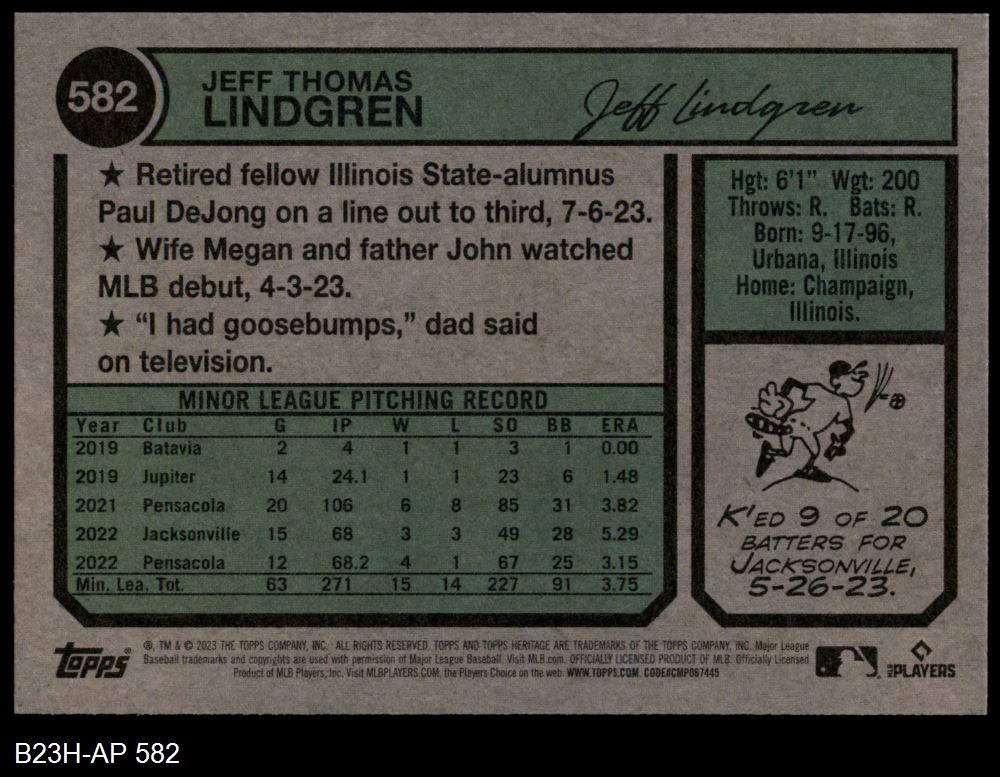 582
JEFF THOMAS
LINDGREN
Jeff Lindgren
★ Retired fellow Illinois State-alumnus
Paul DeJong on a line out to third, 7-6-23.
★ Wife Megan and father John watched
MLB debut, 4-3-23.
★ “I had goosebumps,” dad said
on television.
Hgt: 6'1" Wgt: 200
Throws: R. Bats: R.
Born: 9-17-96,
Urbana, Illinois
Home: Champaign,
Illinois.
MINOR LEAGUE PITCHING RECORD
Year Club G IP W L SO BB ERA
2019 Batavia 2 4 1 1 3 1 0.00
2019 Jupiter 14 24.1 1 1 23 6 1.48
2021 Pensacola 20 106 6 8 85 31 3.82
2022 Jacksonville 15 68 3 3 49 28 5.29
2022 Pensacola 12 68.2 4 1 67 25 3.15
Min. Lea. Tot. 63 271 15 14 227 91 3.75
K'ED 9 OF 20
BATTERS FOR
JACKSONVILLE,
5-26-23.
Topps®
®, TM & © 2023 THE TOPPS COMPANY, INC. ALL RIGHTS RESERVED. TOPPS AND TOPPS HERITAGE ARE TRADEMARKS OF THE TOPPS COMPANY, INC. Major League
Baseball trademarks and copyrights are used with permission of Major League Baseball. Visit MLB.com. OFFICIALLY LICENSED PRODUCT OF MLB. Officially Licensed
Product of MLB Players, Inc. Visit MLBPLAYERS.COM, the Players Choice on the web. WWW.TOPPS.COM. CODE#CMP067445
MLB PLAYERS
B23H-AP 582